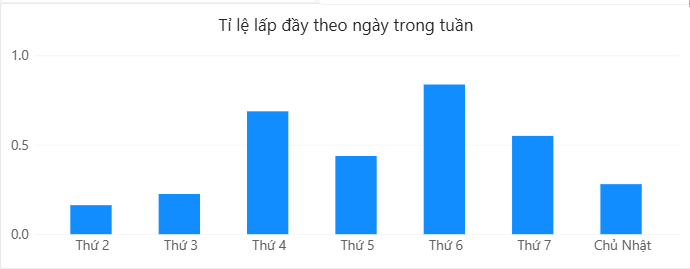 Tỉ lệ lấp đầy theo ngày trong tuần
1.0
0.5
0.0
Thứ 2 Thứ 3 Thứ 4 Thứ 5 Thứ 6 Thứ 7 Chủ Nhật